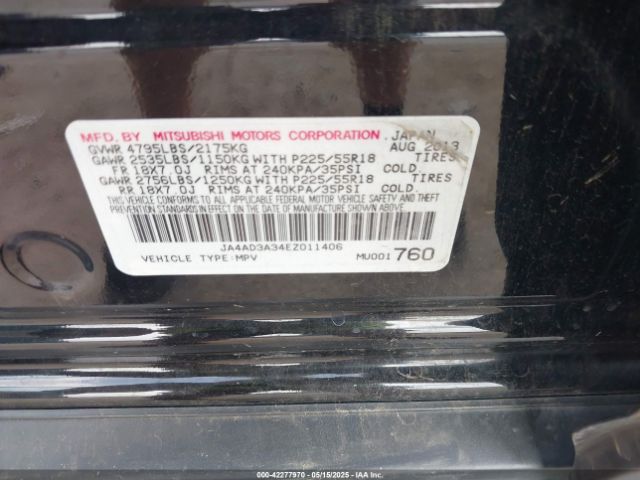 MFD. BY MITSUBISHI MOTORS CORPORATION. JAPAN
GVWR 4795LBS/2175KG AUG 2013
GAWR 2535LBS/1150KG WITH P225/55R18 TIRES
FR.18X7.0J RIMS AT 240KPA/35PSI COLD.
GAWR 2756LBS/1250KG WITH P225/55R18 TIRES
RR.18X7.0J RIMS AT 240KPA/35PSI COLD.
THIS VEHICLE CONFORMS TO ALL APPLICABLE FEDERAL MOTOR VEHICLE SAFETY AND THEFT
PREVENTION STANDARDS IN EFFECT ON THE DATE OF MANUFACTURE SHOWN ABOVE.
JA4AD3A34EZ011406
VEHICLE TYPE:MPV MU001760
000-42277970 - 05/15/2025 - COPYRIGHT IAA, LLC.